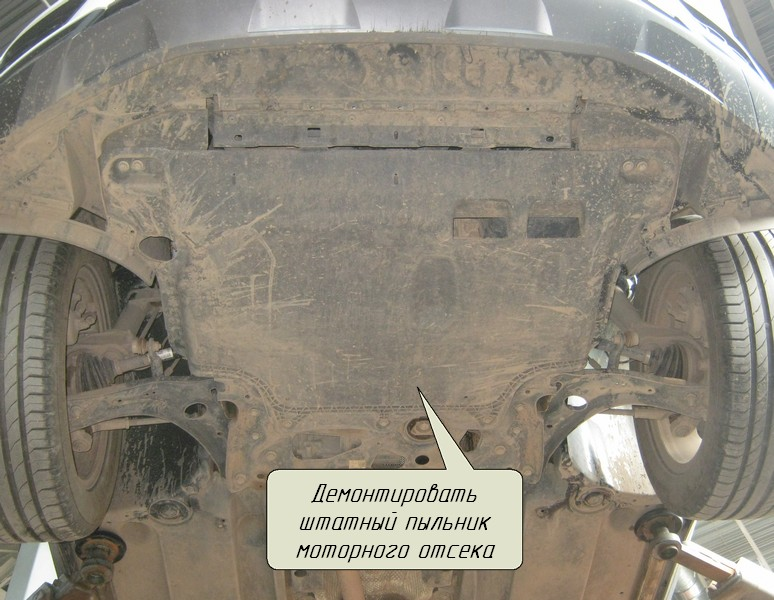 Демонтировать
штатный пыльник
моторного отсека